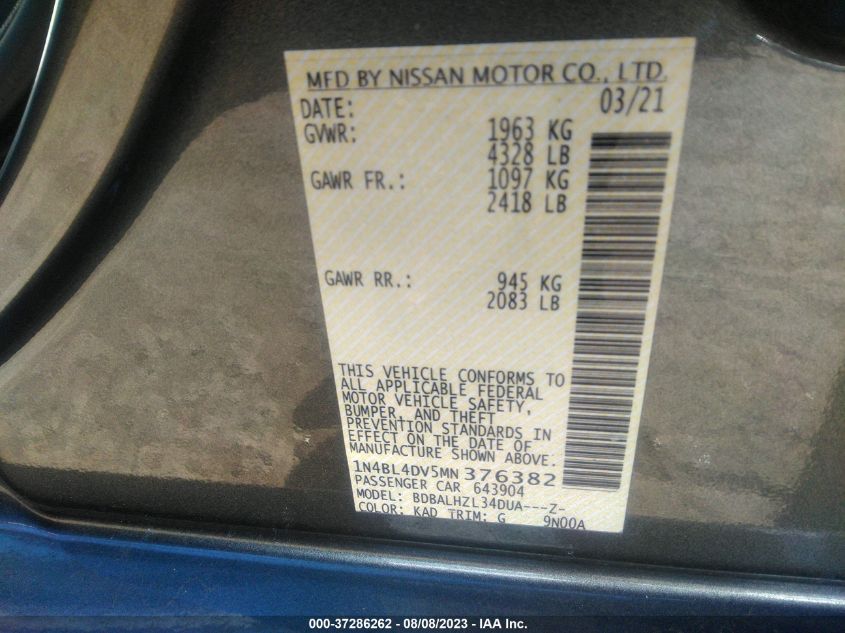 MFD BY NISSAN MOTOR CO., LTD.
DATE: 03/21
GVWR: 1963 KG
4328 LB
GAWR FR.: 1097 KG
2418 LB
GAWR RR.: 945 KG
2083 LB
THIS VEHICLE CONFORMS TO
ALL APPLICABLE FEDERAL
MOTOR VEHICLE SAFETY,
BUMPER, AND THEFT
PREVENTION STANDARDS IN
EFFECT ON THE DATE OF
MANUFACTURE SHOWN ABOVE.
1N4BL4DV5MN376382
PASSENGER CAR 643904
MODEL: BDBALHZL34DUA---Z-
COLOR: KAD TRIM: G 9N00A
000-37286262 - 08/08/2023 - IAA Inc.